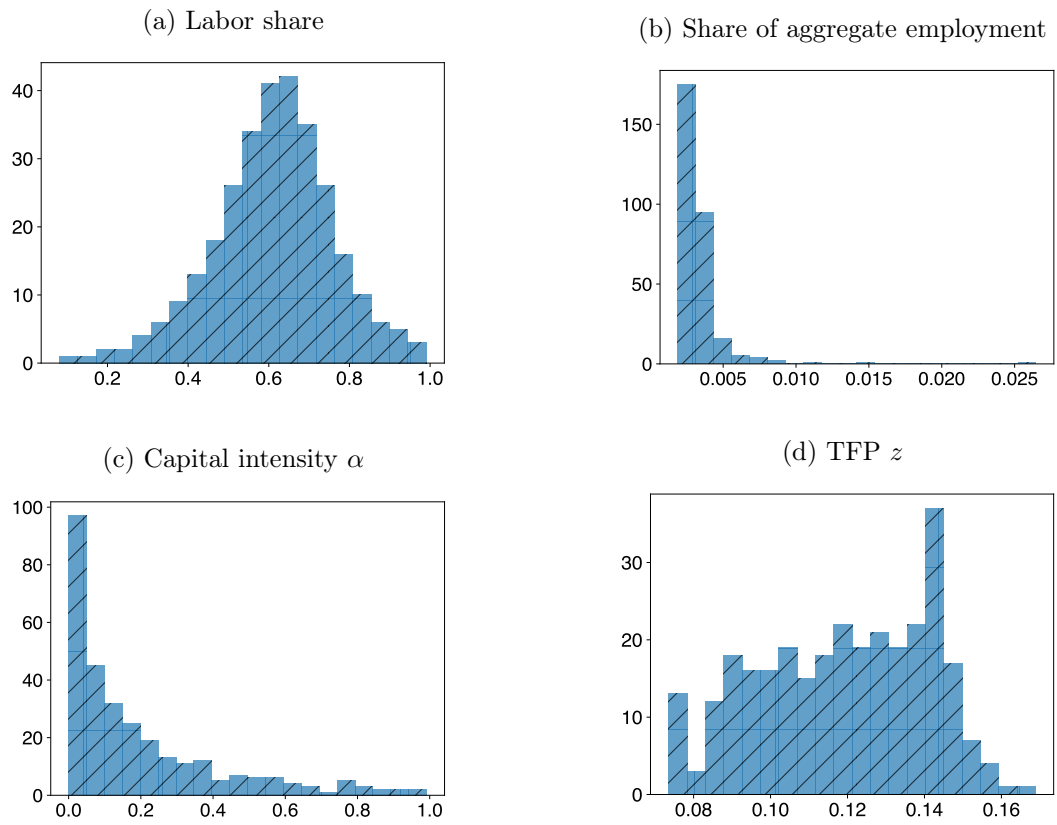 (a) Labor share
(b) Share of aggregate employment
40
30
20
10
0
0.2 0.4 0.6 0.8 1.0
150
100
50
0
0.005 0.010 0.015 0.020 0.025
(c) Capital intensity α
(d) TFP z
100
80
60
40
20
0
0.0 0.2 0.4 0.6 0.8 1.0
30
20
10
0
0.08 0.10 0.12 0.14 0.16